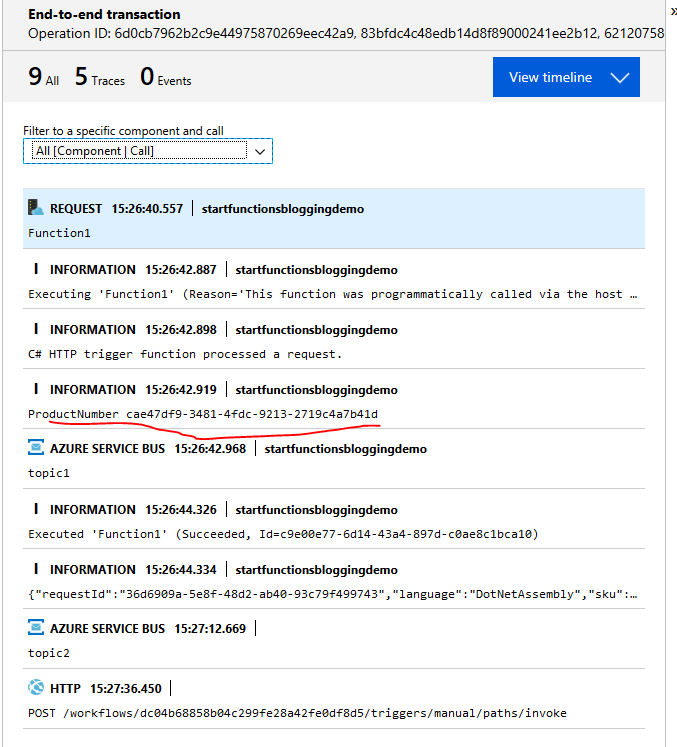 »
End-to-end transaction
Operation ID: 6d0cb7962b2c9e44975870269eec42a9, 83bfdc4c48edb14d8f89000241ee2b12, 62120758
9 All 5 Traces 0 Events
View timeline
Filter to a specific component and call
All [Component | Call]
REQUEST 15:26:40.557 | startfunctionsbloggingdemo
Function1
I INFORMATION 15:26:42.887 | startfunctionsbloggingdemo
Executing 'Function1' (Reason='This function was programmatically called via the host …
I INFORMATION 15:26:42.898 | startfunctionsbloggingdemo
C# HTTP trigger function processed a request.
I INFORMATION 15:26:42.919 | startfunctionsbloggingdemo
ProductNumber cae47df9-3481-4fdc-9213-2719c4a7b41d
AZURE SERVICE BUS 15:26:42.968 | startfunctionsbloggingdemo
topic1
I INFORMATION 15:26:44.326 | startfunctionsbloggingdemo
Executed 'Function1' (Succeeded, Id=c9e00e77-6d14-43a4-897d-c0ae8c1bca10)
I INFORMATION 15:26:44.334 | startfunctionsbloggingdemo
{"requestId":"36d6909a-5e8f-48d2-ab40-93c79f499743","language":"DotNetAssembly","sku":…
AZURE SERVICE BUS 15:27:12.669 |
topic2
HTTP 15:27:36.450 |
POST /workflows/dc04b68858b04c299fe28a42fe0df8d5/triggers/manual/paths/invoke